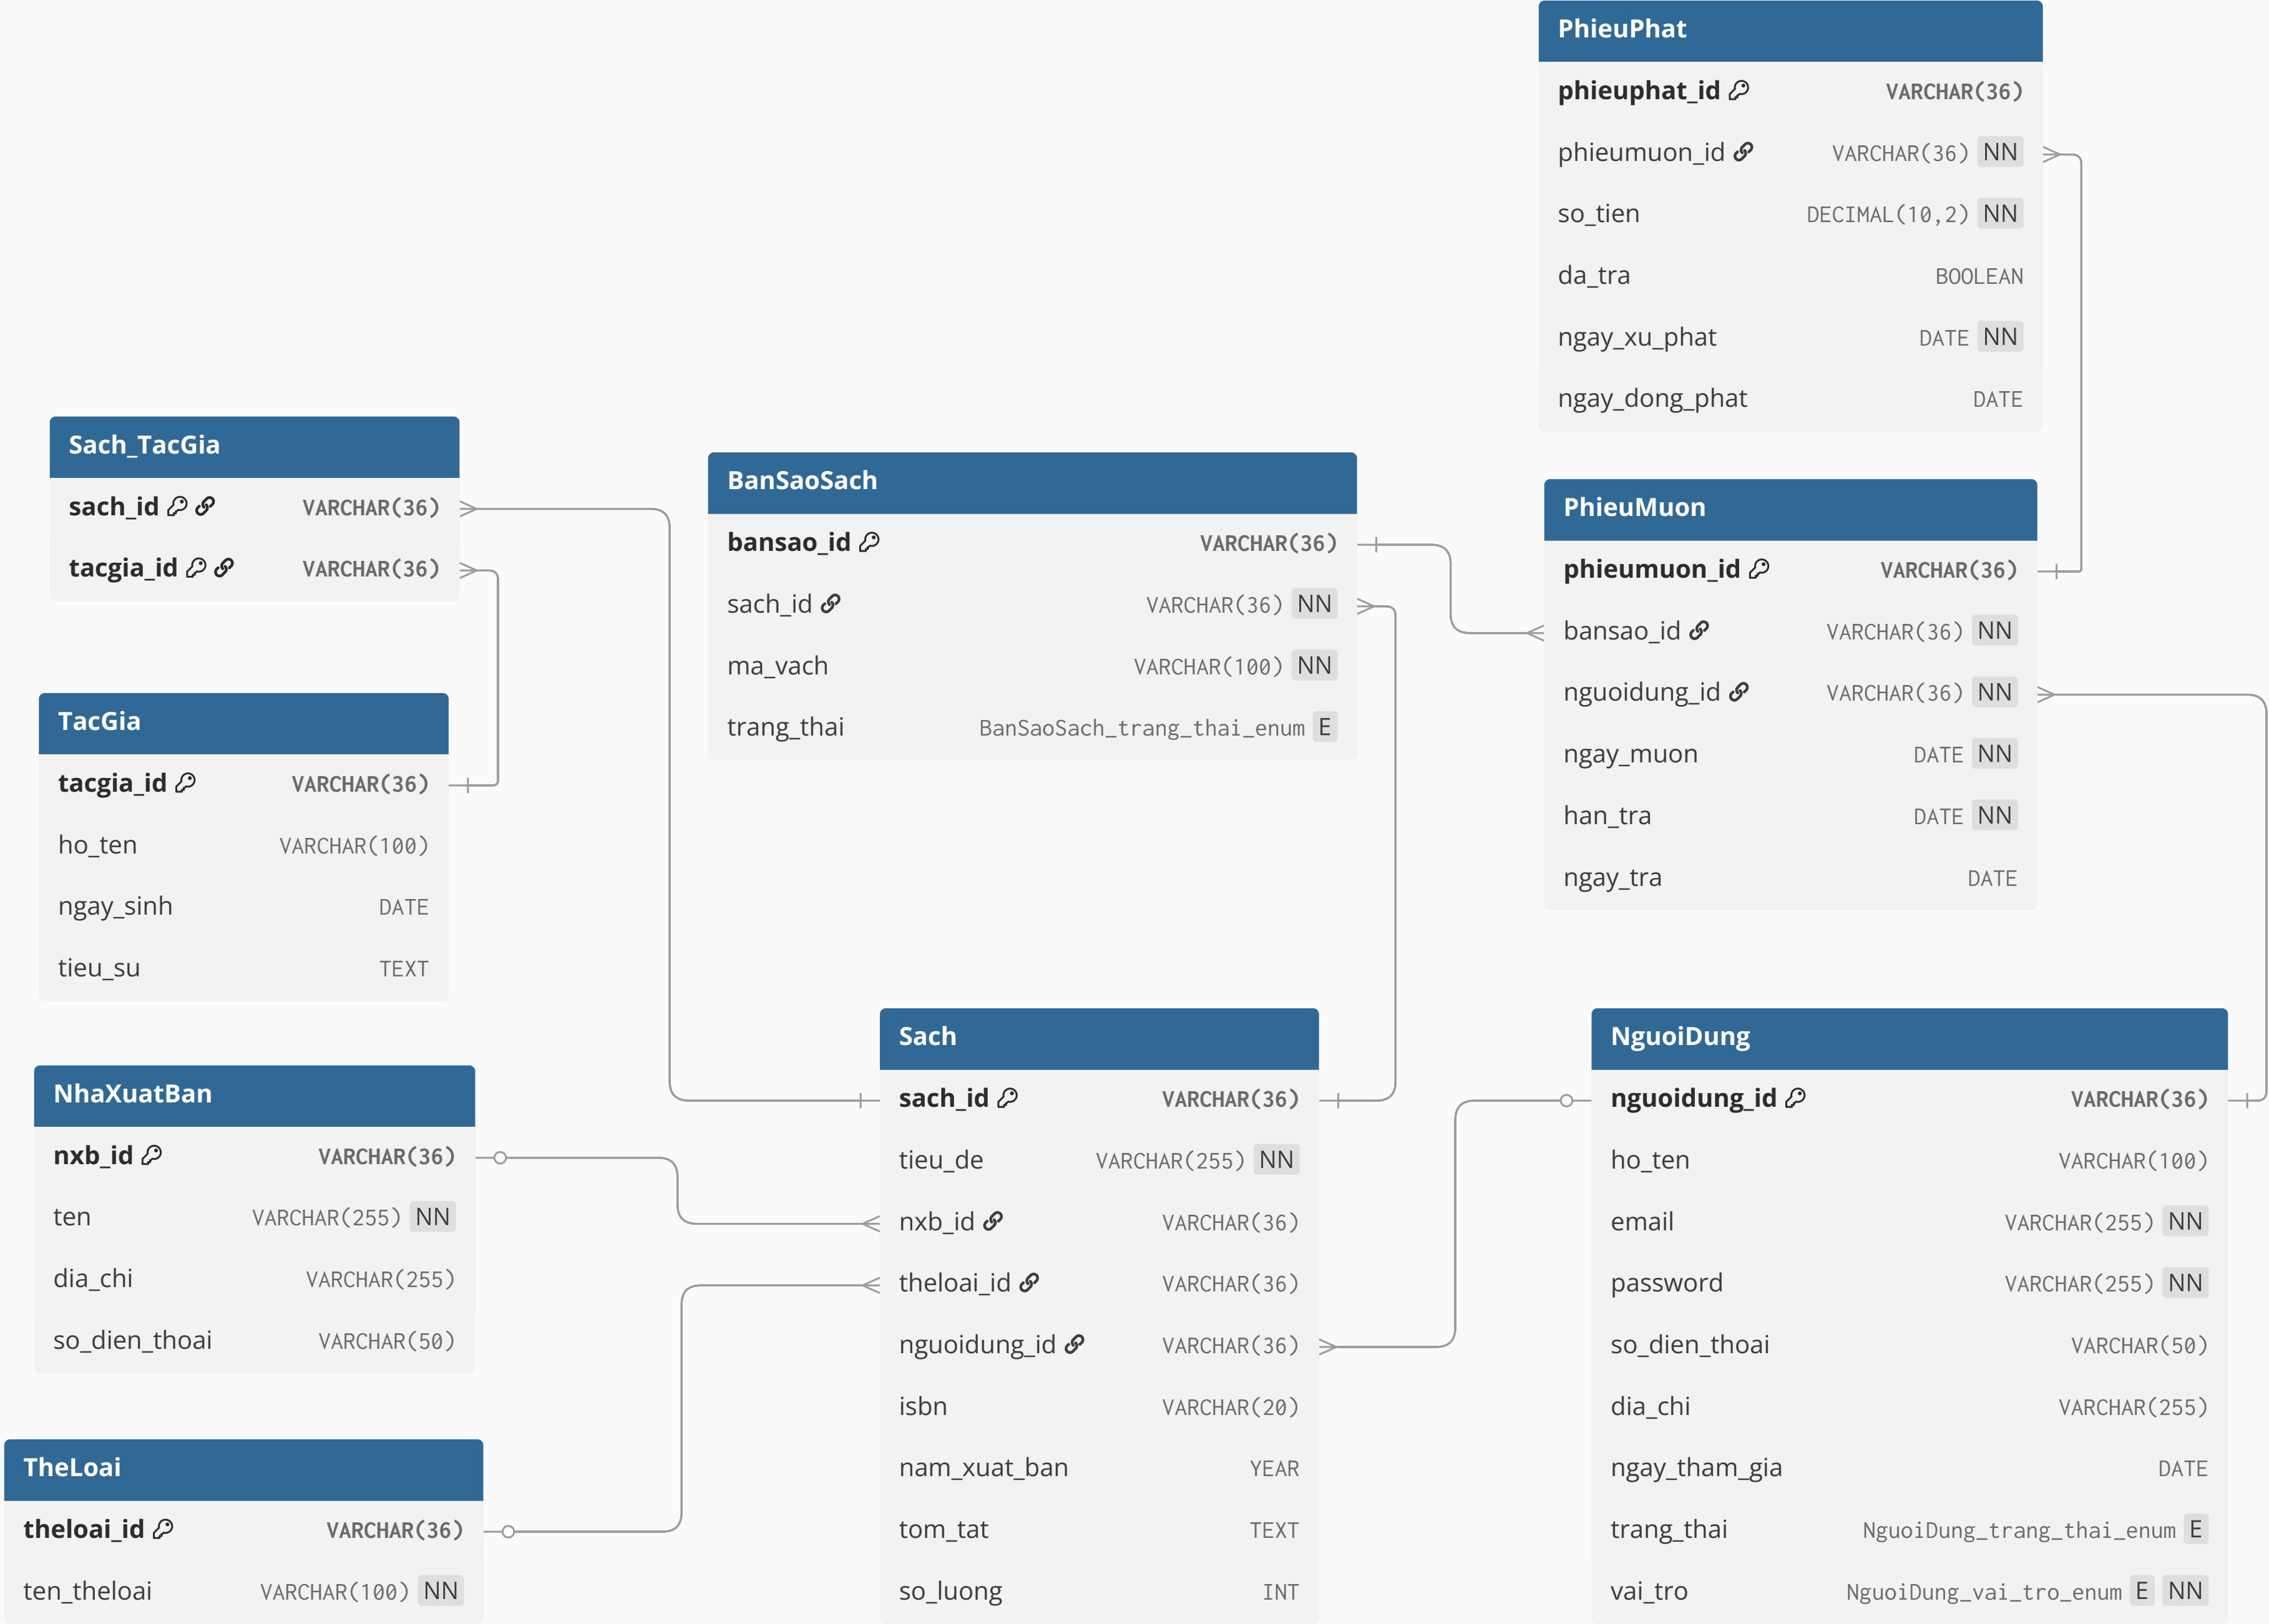 PhieuPhat
phieuphat_id VARCHAR(36)
phieumuon_id VARCHAR(36) NN
so_tien DECIMAL(10,2) NN
da_tra BOOLEAN
ngay_xu_phat DATE NN
ngay_dong_phat DATE
Sach_TacGia
sach_id VARCHAR(36)
tacgia_id VARCHAR(36)
BanSaoSach
bansao_id VARCHAR(36)
sach_id VARCHAR(36) NN
ma_vach VARCHAR(100) NN
trang_thai BanSaoSach_trang_thai_enum E
PhieuMuon
phieumuon_id VARCHAR(36)
bansao_id VARCHAR(36) NN
nguoidung_id VARCHAR(36) NN
ngay_muon DATE NN
han_tra DATE NN
ngay_tra DATE
TacGia
tacgia_id VARCHAR(36)
ho_ten VARCHAR(100)
ngay_sinh DATE
tieu_su TEXT
NhaXuatBan
nxb_id VARCHAR(36)
ten VARCHAR(255) NN
dia_chi VARCHAR(255)
so_dien_thoai VARCHAR(50)
TheLoai
theloai_id VARCHAR(36)
ten_theloai VARCHAR(100) NN
Sach
sach_id VARCHAR(36)
tieu_de VARCHAR(255) NN
nxb_id VARCHAR(36)
theloai_id VARCHAR(36)
nguoidung_id VARCHAR(36)
isbn VARCHAR(20)
nam_xuat_ban YEAR
tom_tat TEXT
so_luong INT
NguoiDung
nguoidung_id VARCHAR(36)
ho_ten VARCHAR(100)
email VARCHAR(255) NN
password VARCHAR(255) NN
so_dien_thoai VARCHAR(50)
dia_chi VARCHAR(255)
ngay_tham_gia DATE
trang_thai NguoiDung_trang_thai_enum E
vai_tro NguoiDung_vai_tro_enum E NN